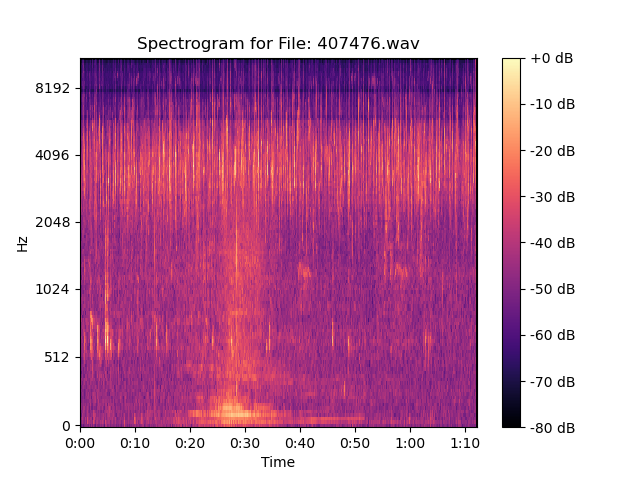 Spectrogram for File: 407476.wav
8192
4096
2048
1024
512
0
Hz
0:00 0:10 0:20 0:30 0:40 0:50 1:00 1:10
Time
+0 dB
-10 dB
-20 dB
-30 dB
-40 dB
-50 dB
-60 dB
-70 dB
-80 dB